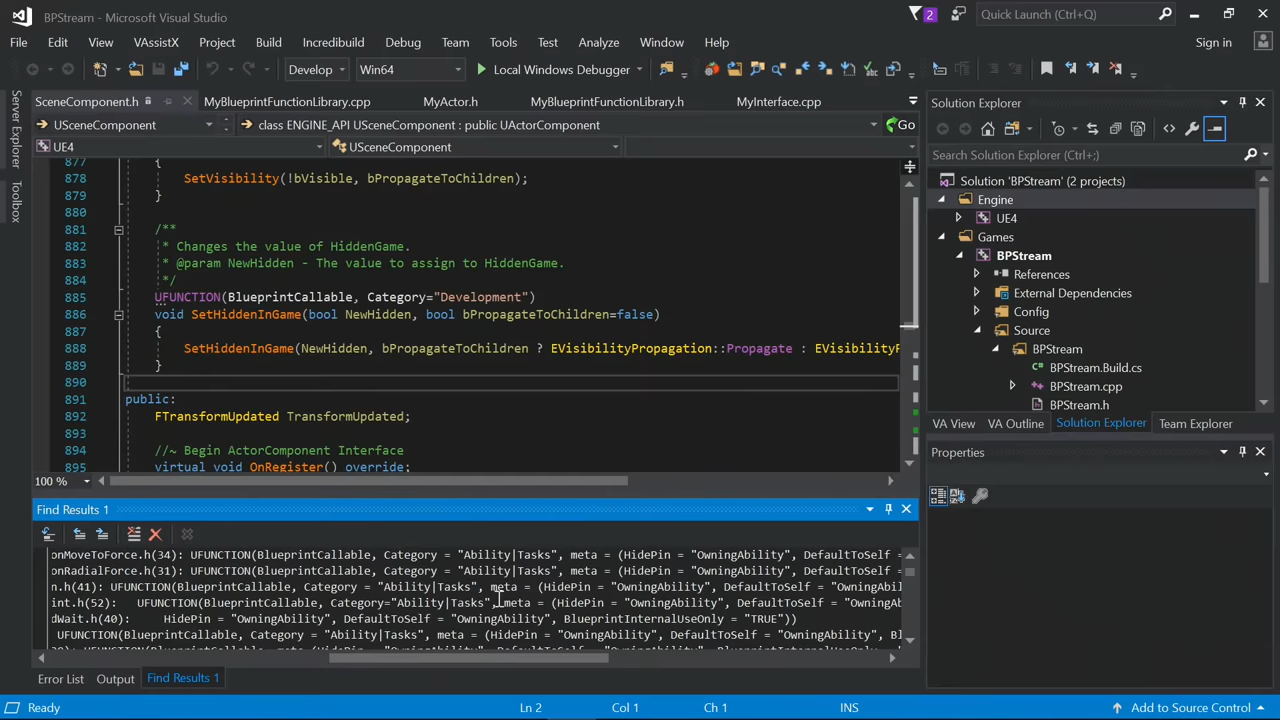 BPStream - Microsoft Visual Studio
2
Quick Launch (Ctrl+Q)
File Edit View VAssistX Project Build Incredibuild Debug Team Tools Test Analyze Window Help
Sign in
Develop Win64 Local Windows Debugger
Server Explorer
Toolbox
SceneComponent.h MyBlueprintFunctionLibrary.cpp MyActor.h MyBlueprintFunctionLibrary.h MyInterface.cpp
USceneComponent class ENGINE_API USceneComponent : public UActorComponent Go
UE4 USceneComponent
877 {
878 SetVisibility(!bVisible, bPropagateToChildren);
879 }
880
881 /**
882 * Changes the value of HiddenGame.
883 * @param NewHidden - The value to assign to HiddenGame.
884 */
885 UFUNCTION(BlueprintCallable, Category="Development")
886 void SetHiddenInGame(bool NewHidden, bool bPropagateToChildren=false)
887 {
888 SetHiddenInGame(NewHidden, bPropagateToChildren ? EVisibilityPropagation::Propagate : EVisibilityP
889 }
890
891 public:
892 FTransformUpdated TransformUpdated;
893
894 //~ Begin ActorComponent Interface
895 virtual void OnRegister() override;
100 %
Find Results 1
onMoveToForce.h(34): UFUNCTION(BlueprintCallable, Category = "Ability|Tasks", meta = (HidePin = "OwningAbility", DefaultToSelf =
onRadialForce.h(31): UFUNCTION(BlueprintCallable, Category = "Ability|Tasks", meta = (HidePin = "OwningAbility", DefaultToSelf =
n.h(41): UFUNCTION(BlueprintCallable, Category = "Ability|Tasks", meta = (HidePin = "OwningAbility", DefaultToSelf = "OwningAbili
int.h(52): UFUNCTION(BlueprintCallable, Category="Ability|Tasks", meta = (HidePin = "OwningAbility", DefaultToSelf = "OwningAb
dWait.h(40): HidePin = "OwningAbility", DefaultToSelf = "OwningAbility", BlueprintInternalUseOnly = "TRUE"))
UFUNCTION(BlueprintCallable, Category = "Ability|Tasks", meta = (HidePin = "OwningAbility", DefaultToSelf = "OwningAbility", Bl
Error List Output Find Results 1
Solution Explorer
Search Solution Explorer (Ctrl+;)
Solution 'BPStream' (2 projects)
Engine
UE4
Games
BPStream
References
External Dependencies
Config
Source
BPStream
BPStream.Build.cs
BPStream.cpp
BPStream.h
VA View VA Outline Solution Explorer Team Explorer
Properties
Ready Ln 2 Col 1 Ch 1 INS Add to Source Control